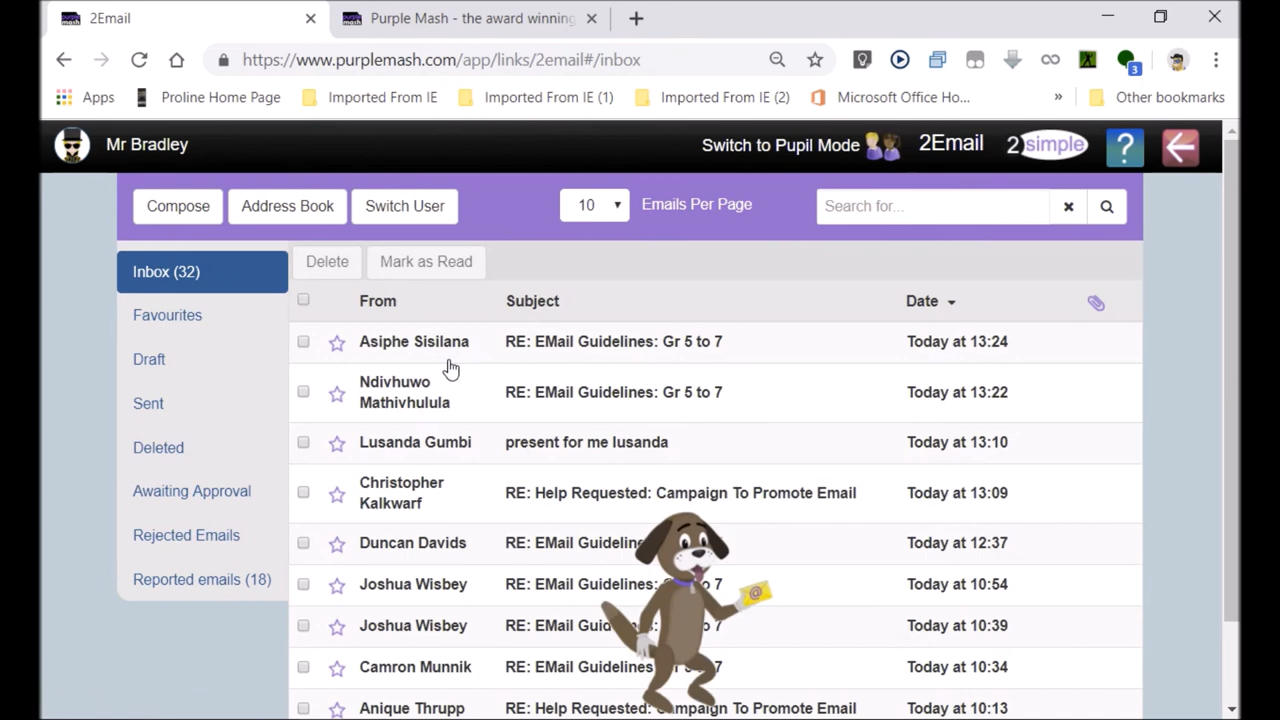 2Email
Purple Mash - the award winning
https://www.purplemash.com/app/links/2email#/inbox
3
Apps
Proline Home Page
Imported From IE
Imported From IE (1)
Imported From IE (2)
Microsoft Office Ho...
»
Other bookmarks
Mr Bradley
Switch to Pupil Mode
2Email
2simple
?
Compose
Address Book
Switch User
10
Emails Per Page
Search for...
Inbox (32)
Favourites
Draft
Sent
Deleted
Awaiting Approval
Rejected Emails
Reported emails (18)
Delete
Mark as Read
From Subject Date
Asiphe Sisilana RE: EMail Guidelines: Gr 5 to 7 Today at 13:24
Ndivhuwo
Mathivhulula RE: EMail Guidelines: Gr 5 to 7 Today at 13:22
Lusanda Gumbi present for me lusanda Today at 13:10
Christopher
Kalkwarf RE: Help Requested: Campaign To Promote Email Today at 13:09
Duncan Davids RE: EMail Guideline 7 Today at 12:37
Joshua Wisbey RE: EMail Guidelines 7 Today at 10:54
Joshua Wisbey RE: EMail Guid 7 Today at 10:39
Camron Munnik RE: EMail Guidelines 7 Today at 10:34
Anique Thrupp RE: Help Requested: Campaign To Promote Email Today at 10:13
@